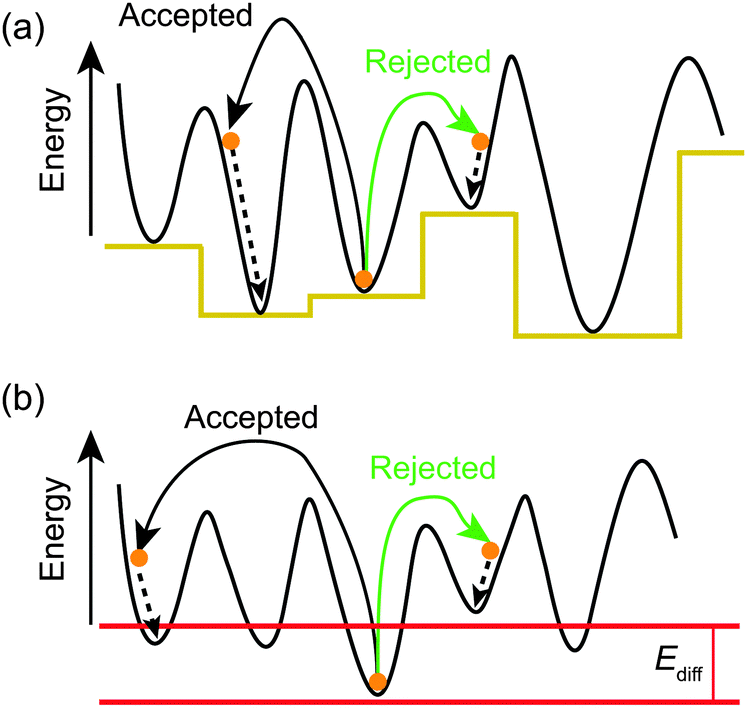 (a)
Accepted
Rejected
Energy
(b)
Accepted
Rejected
Energy
Ediff